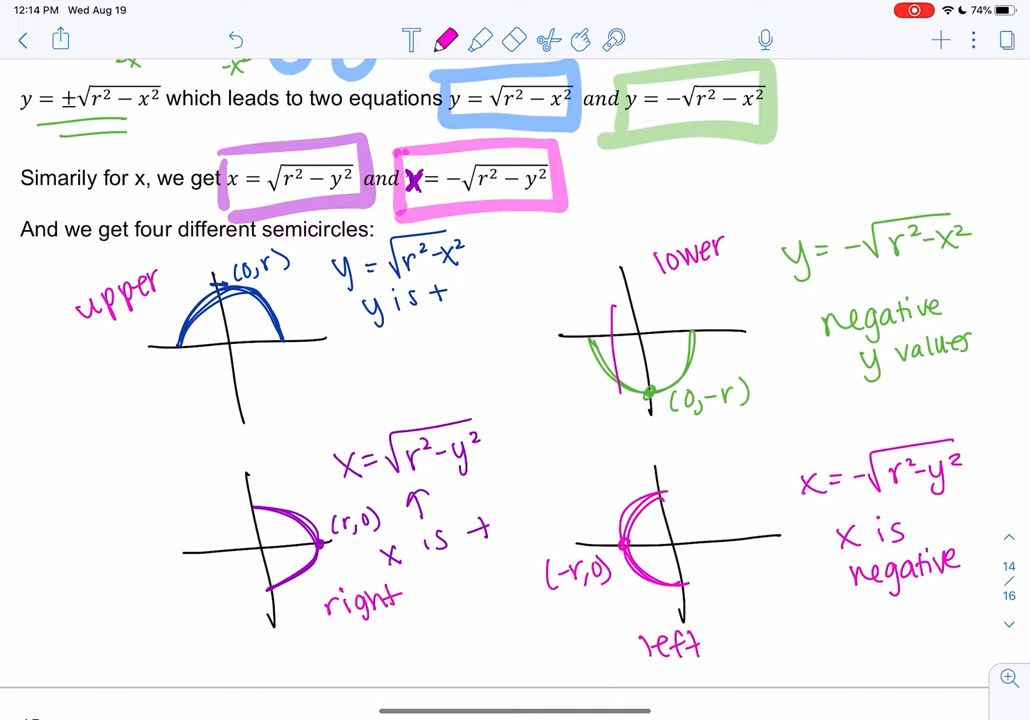 12:14 PM Wed Aug 19
74%
T
-x
-x²
y = ±√r² − x² which leads to two equations y = √r² − x² and y = −√r² − x²
Simarily for x, we get x = √r² − y² and x = −√r² − y²
And we get four different semicircles:
upper
(0,r)
y = √r²-x²
y is +
lower
y = -√r²-x²
negative
y values
(0,-r)
x = √r²-y²
(r,0)
x is +
right
x = -√r²-y²
x is
negative
(-r,0)
left
14
/
16